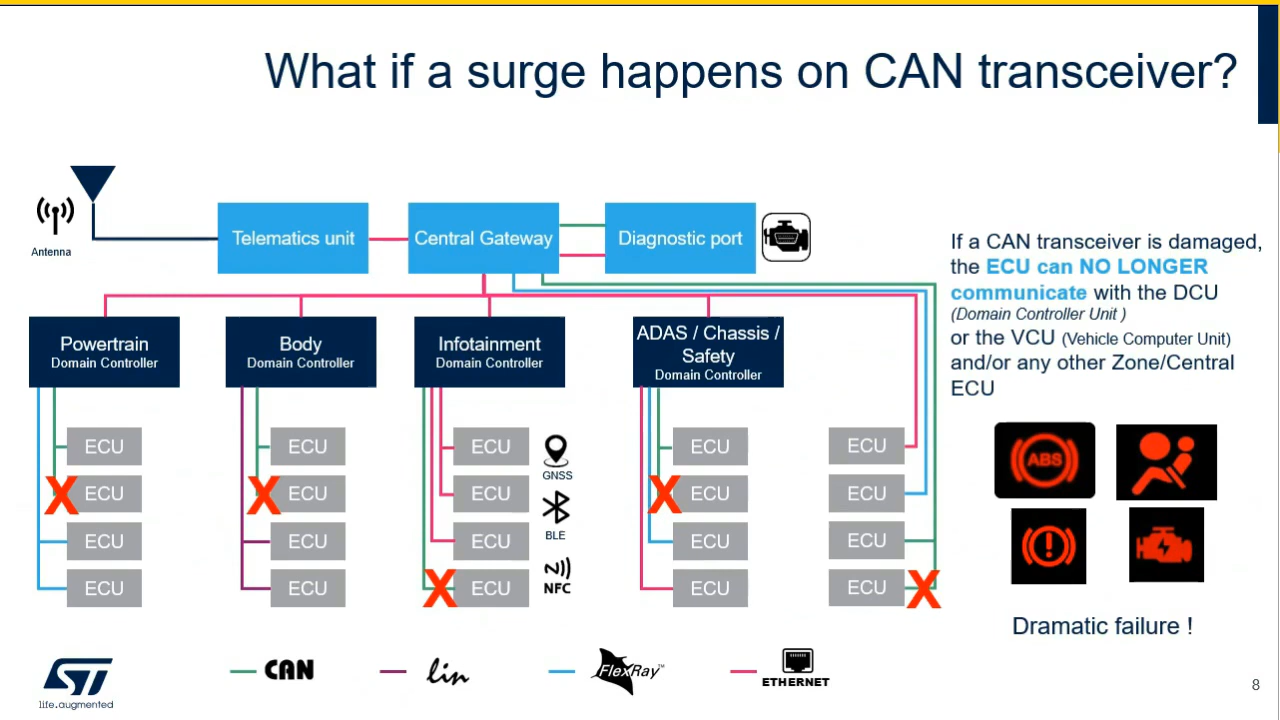 What if a surge happens on CAN transceiver?
Antenna
Telematics unit
Central Gateway
Diagnostic port
If a CAN transceiver is damaged,
the ECU can NO LONGER
communicate with the DCU
(Domain Controller Unit )
or the VCU (Vehicle Computer Unit)
and/or any other Zone/Central
ECU
Powertrain
Domain Controller
Body
Domain Controller
Infotainment
Domain Controller
ADAS / Chassis /
Safety
Domain Controller
ECU
X ECU
ECU
ECU
ECU
X ECU
ECU
ECU
ECU
ECU
ECU
X ECU
GNSS
BLE
NFC
ECU
X ECU
ECU
ECU
ECU
ECU
ECU
ECU X
ABS
!
Dramatic failure !
ST
life.augmented
CAN
lin
FlexRay™
ETHERNET
8